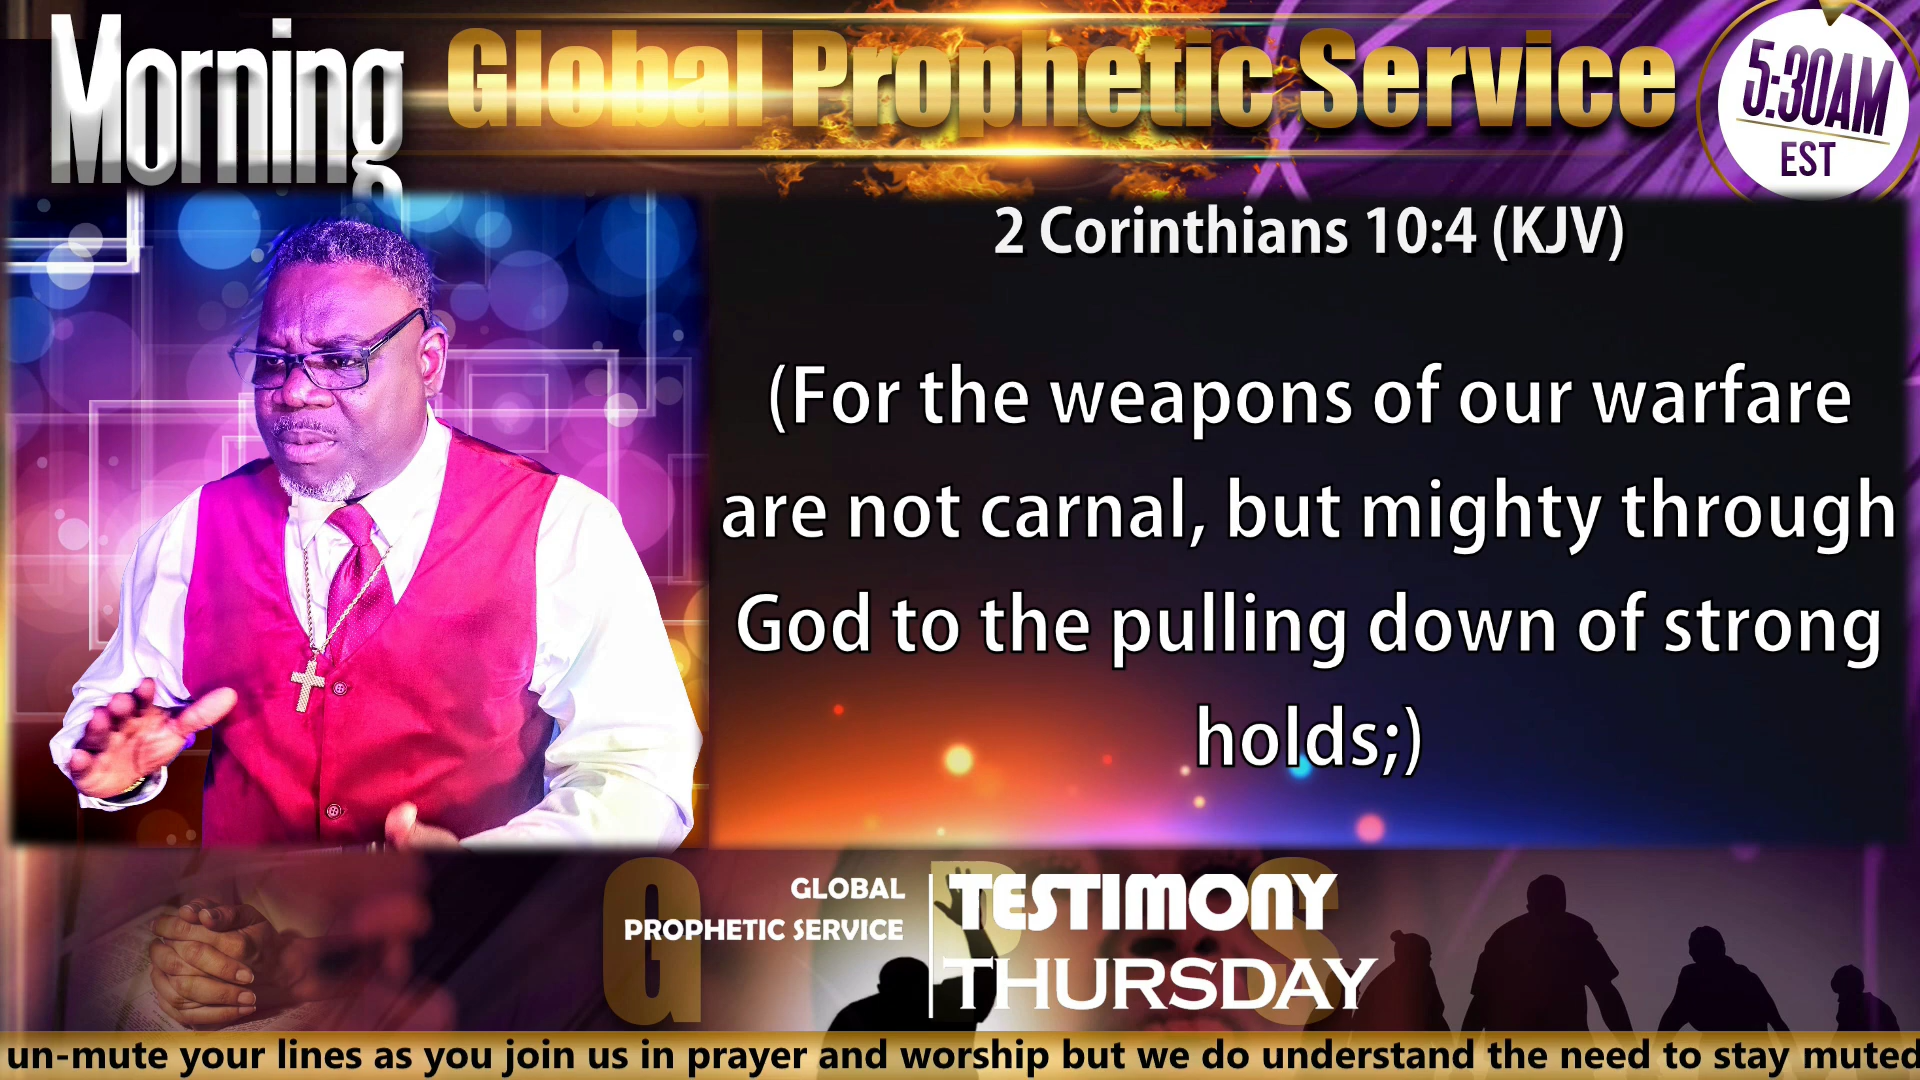 Morning
Global Prophetic Service
5:30AM
EST
2 Corinthians 10:4 (KJV)
(For the weapons of our warfare
are not carnal, but mighty through
God to the pulling down of strong
holds;)
G P S
GLOBAL
PROPHETIC SERVICE
TESTIMONY
THURSDAY
un-mute your lines as you join us in prayer and worship but we do understand the need to stay muted